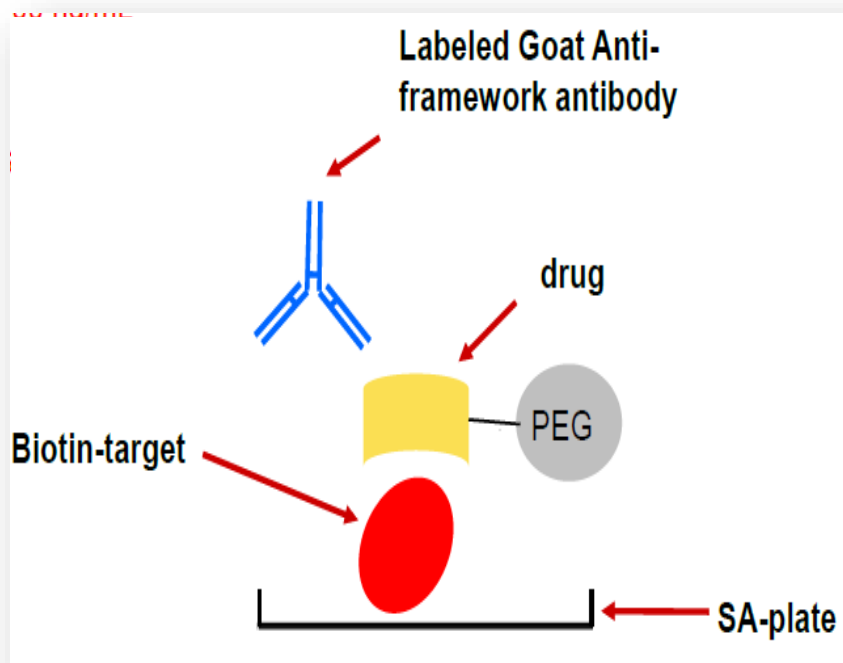 Labeled Goat Anti-
framework antibody
drug
PEG
Biotin-target
SA-plate